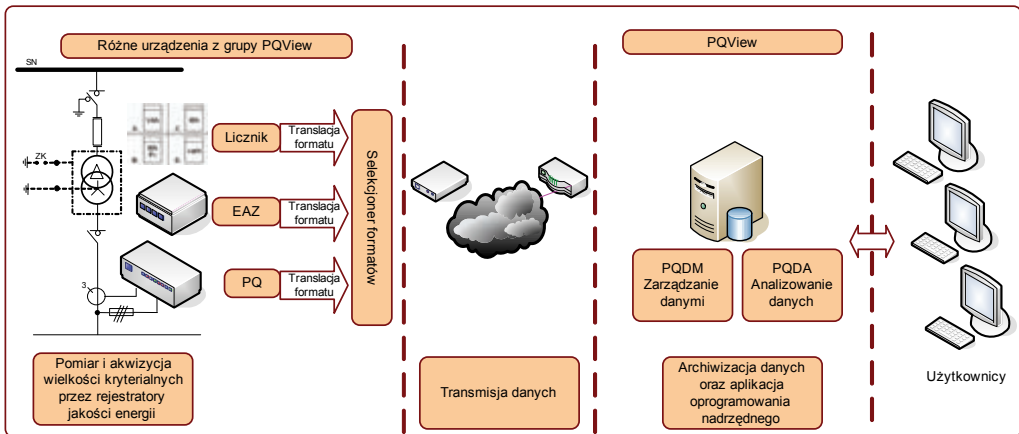 Różne urządzenia z grupy PQView
PQView
SN
Licznik
Translacja
formatu
ZK
EAZ
Translacja
formatu
PQ
Translacja
formatu
3
Selekcjoner formatów
PQDM
Zarządzanie
danymi
PQDA
Analizowanie
danych
Pomiar i akwizycja
wielkości kryterialnych
przez rejestratory
jakości energii
Transmisja danych
Archiwizacja danych
oraz aplikacja
oprogramowania
nadrzędnego
Użytkownicy